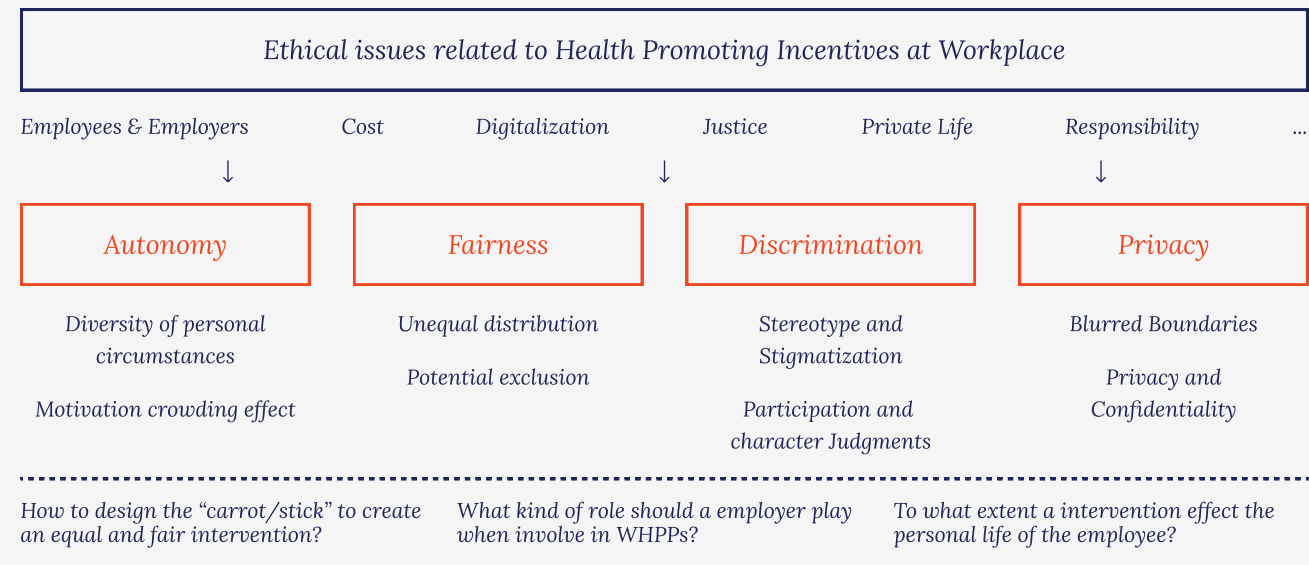 Ethical issues related to Health Promoting Incentives at Workplace
Employees & Employers Cost Digitalization Justice Private Life Responsibility ...
↓ ↓ ↓
Autonomy Fairness Discrimination Privacy
Diversity of personal
circumstances
Motivation crowding effect
Unequal distribution
Potential exclusion
Stereotype and
Stigmatization
Participation and
character Judgments
Blurred Boundaries
Privacy and
Confidentiality
How to design the “carrot/stick” to create
an equal and fair intervention?
What kind of role should a employer play
when involve in WHPPs?
To what extent a intervention effect the
personal life of the employee?